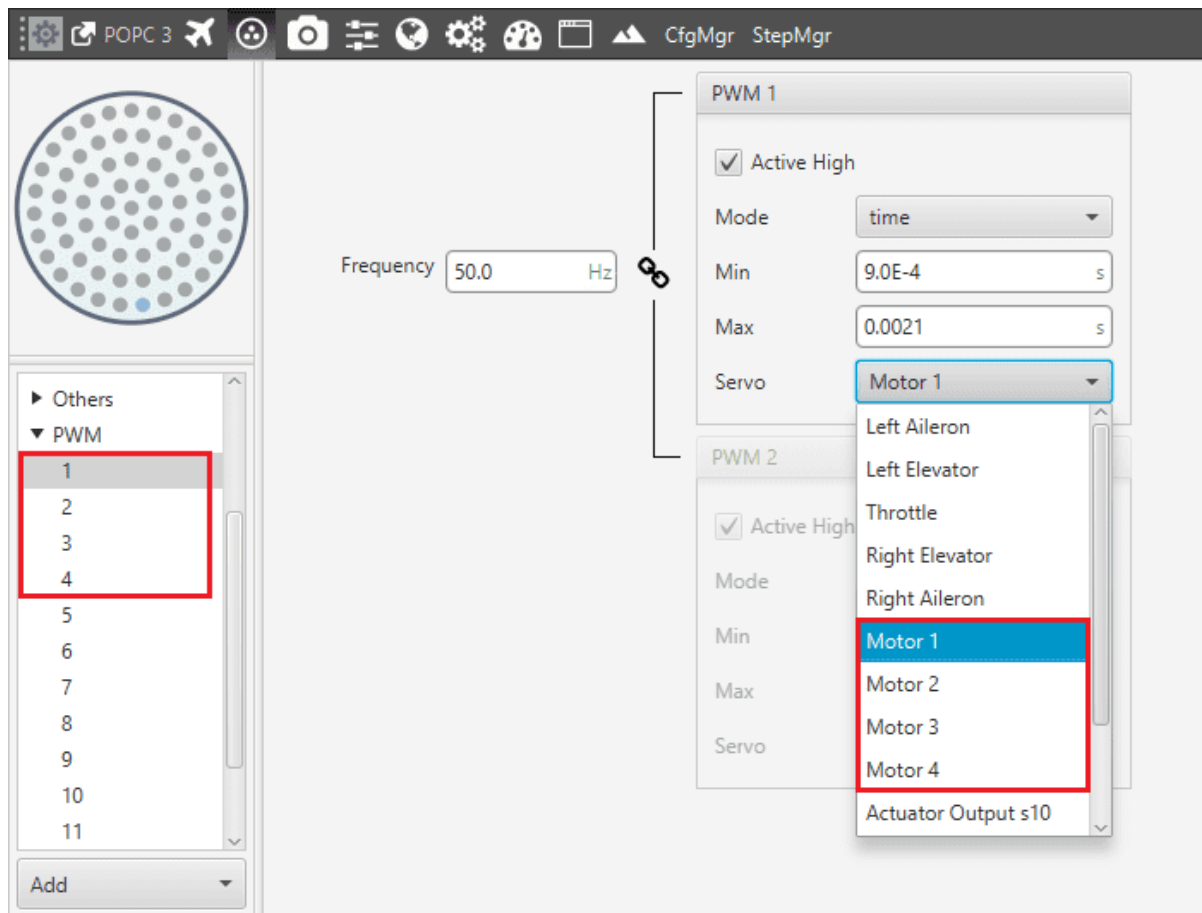 POPC 3 CfgMgr StepMgr
Others
PWM
1
2
3
4
5
6
7
8
9
10
11
Add
Frequency 50.0 Hz
PWM 1
Active High
Mode time
Min 9.0E-4 s
Max 0.0021 s
Servo Motor 1
Left Aileron
Left Elevator
Throttle
Right Elevator
Right Aileron
Motor 1
Motor 2
Motor 3
Motor 4
Actuator Output s10
PWM 2
Active High
Mode
Min
Max
Servo